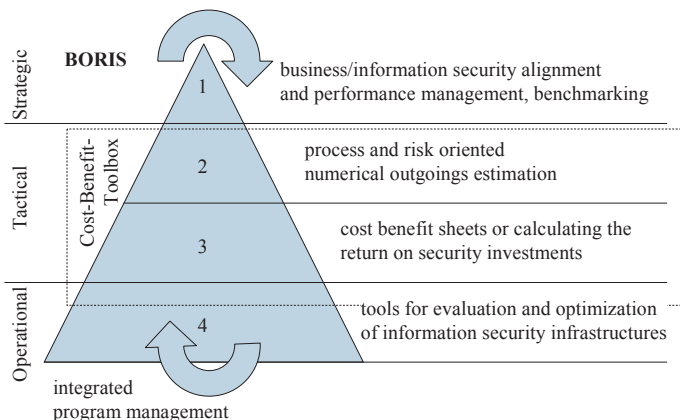 BORIS
Strategic
1
business/information security alignment
and performance management, benchmarking
Tactical
Cost-Benefit-
Toolbox
2
process and risk oriented
numerical outgoings estimation
3
cost benefit sheets or calculating the
return on security investments
Operational
4
tools for evaluation and optimization
of information security infrastructures
integrated
program management